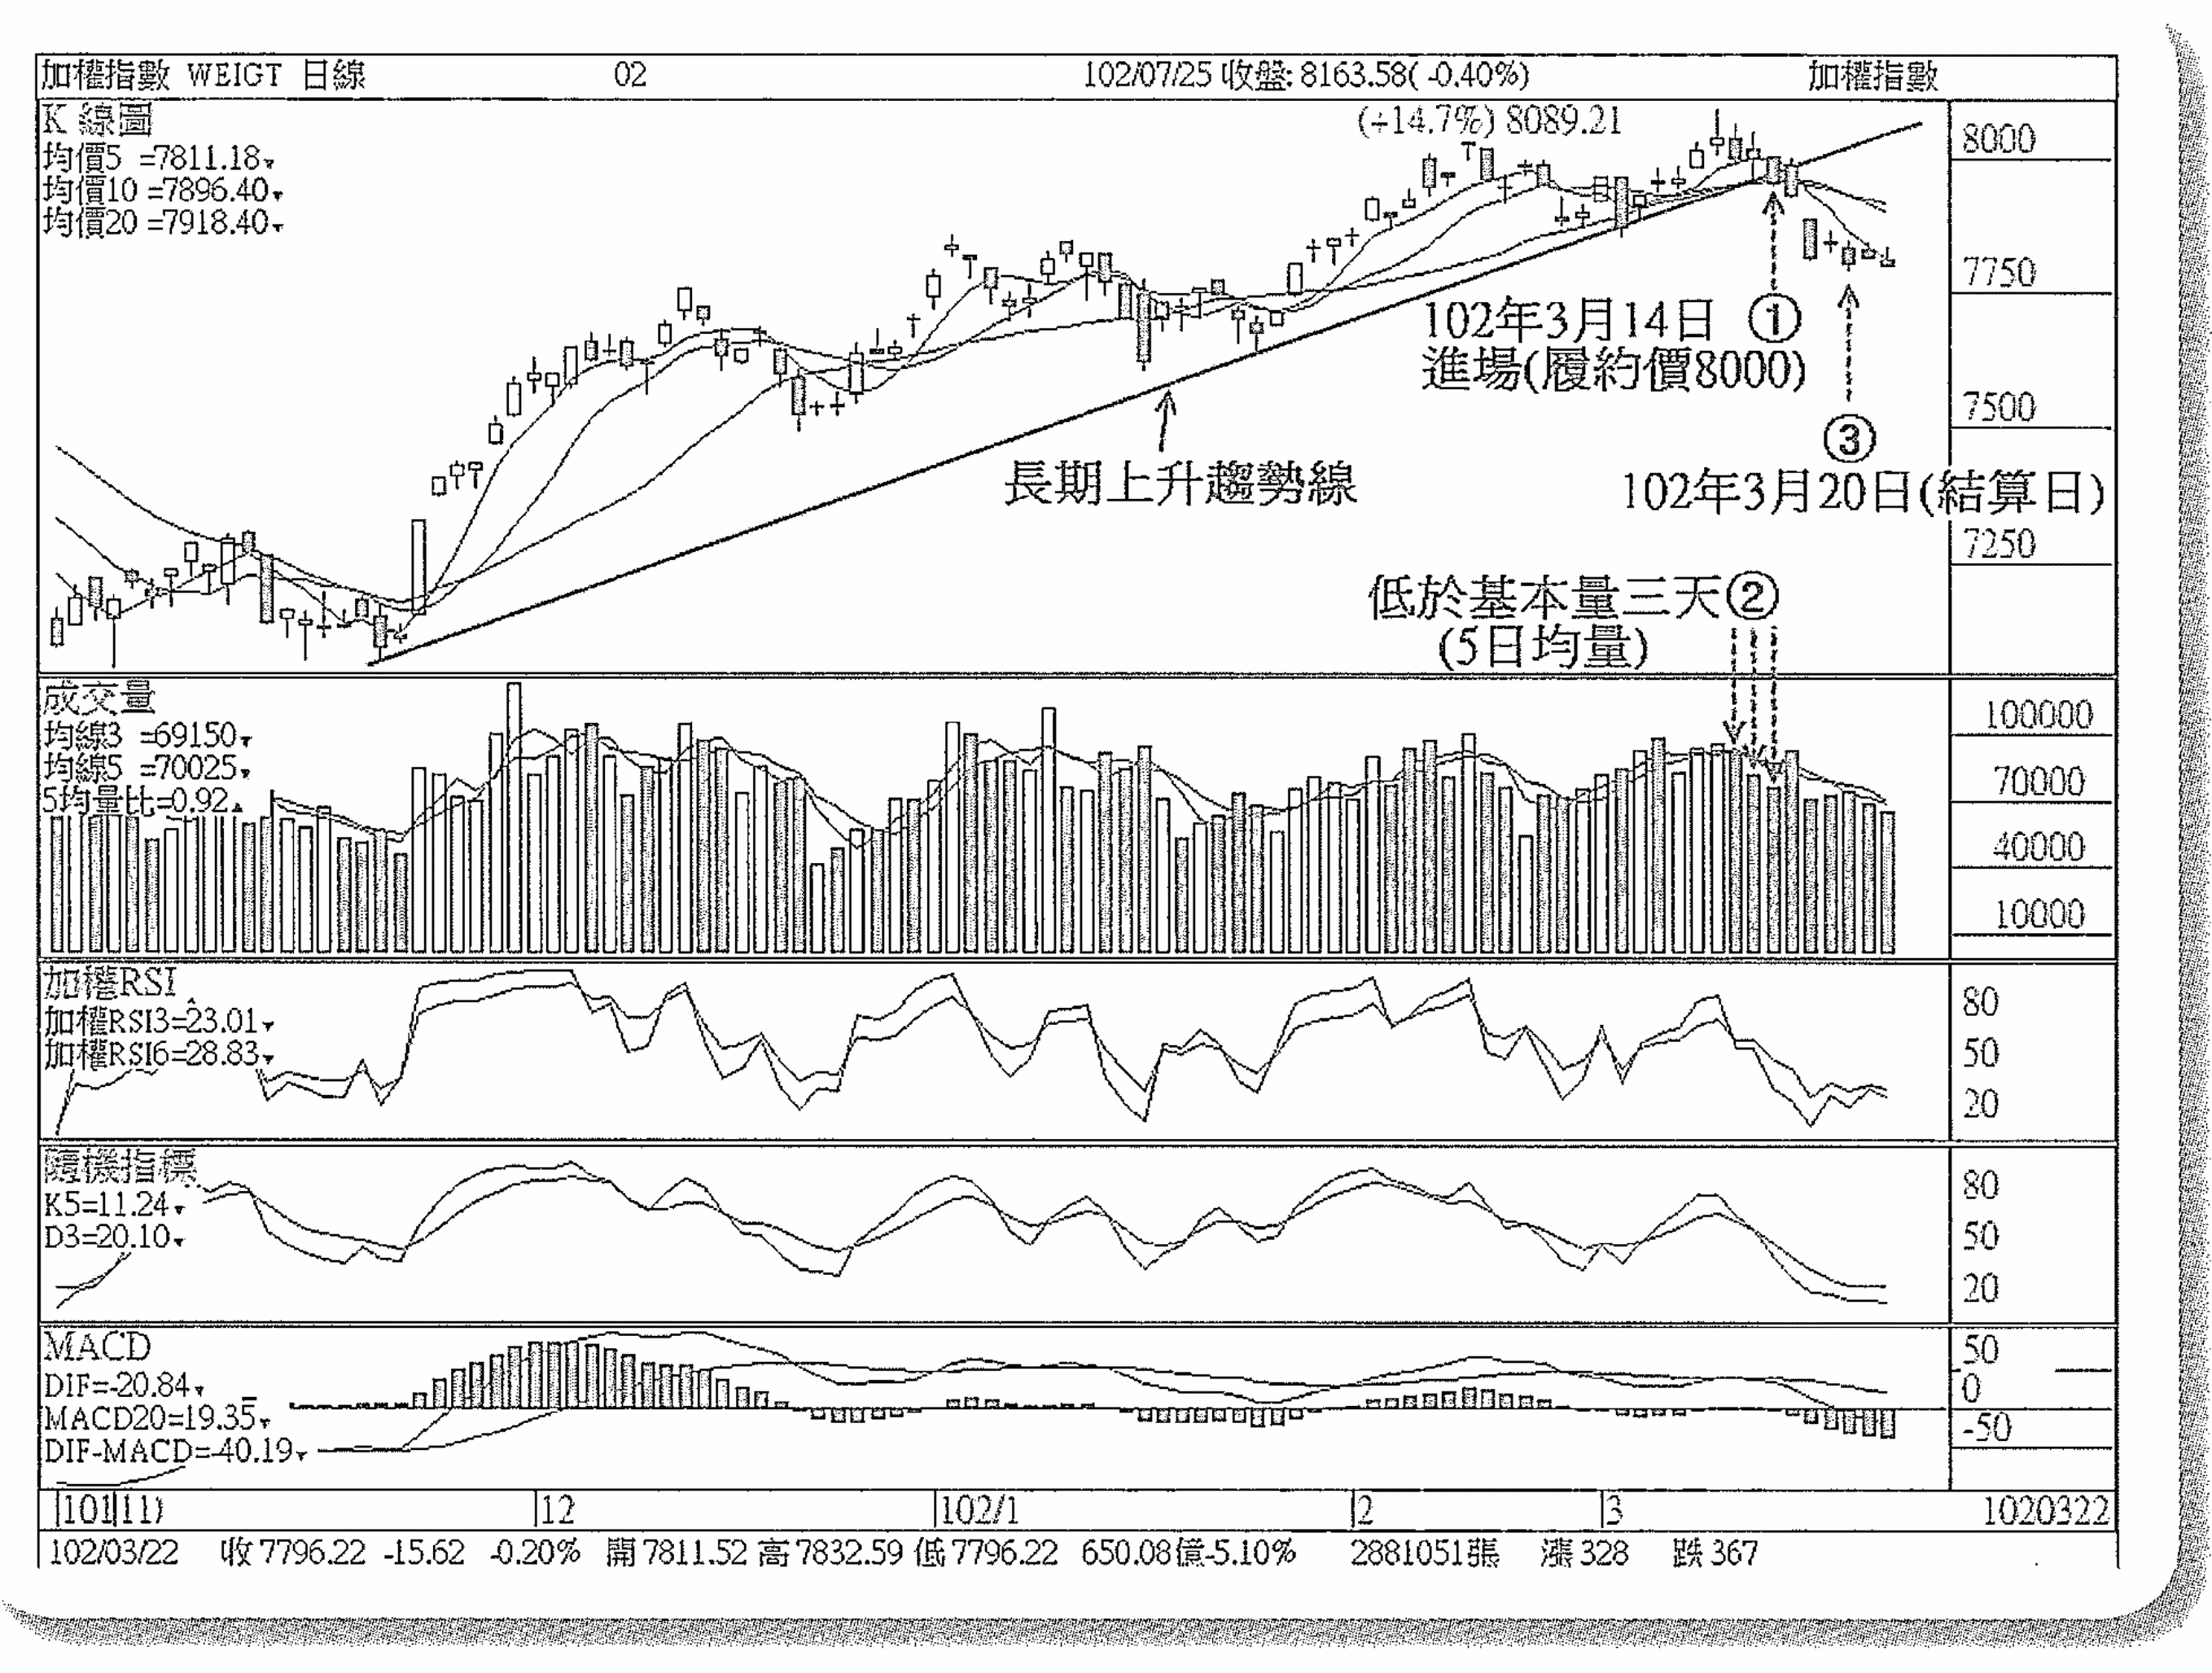 加權指數 WEIGT 日線 02 102/07/25 收盤: 8163.58( -0.40%) 加權指數
K 線圖
(+14.7%) 8089.21
均價5 =7811.18▼
均價10 =7896.40▼
均價20 =7918.40▼
8000
7750
7500
7250
102年3月14日 ①
進場(履約價8000)
③
長期上升趨勢線
102年3月20日(結算日)
低於基本量三天②
(5日均量)
成交量
均線3 =69150▼
均線5 =70025▼
5均量比=0.92▲
100000
70000
40000
10000
加權RSI
加權RSI3=23.01▼
加權RSI6=28.83▼
80
50
20
隨機指標
K5=11.24▼
D3=20.10▼
80
50
20
MACD
DIF=-20.84▼
MACD20=19.35▼
DIF-MACD=-40.19▼
50
0
-50
101(11) 12 102/1 2 3 1020322
102/03/22 收 7796.22 -15.62 -0.20% 開 7811.52 高 7832.59 低 7796.22 650.08億 -5.10% 2881051張 漲 328 跌 367